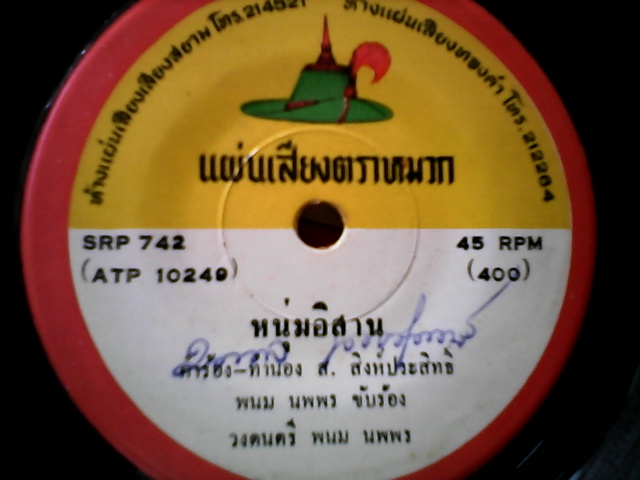 ห้างแผ่นเสียงเสียงสยาม โทร.214521
ห้างแผ่นเสียงทองคำ โทร.212264
แผ่นเสียงตราหมวก
SRP 742
45 RPM
(ATP 10249)
(400)
หนุ่มอิสาน
คำร้อง-ทำนอง ส. สิงห์ประสิทธิ์
พนม นพพร ขับร้อง
วงดนตรี พนม นพพร